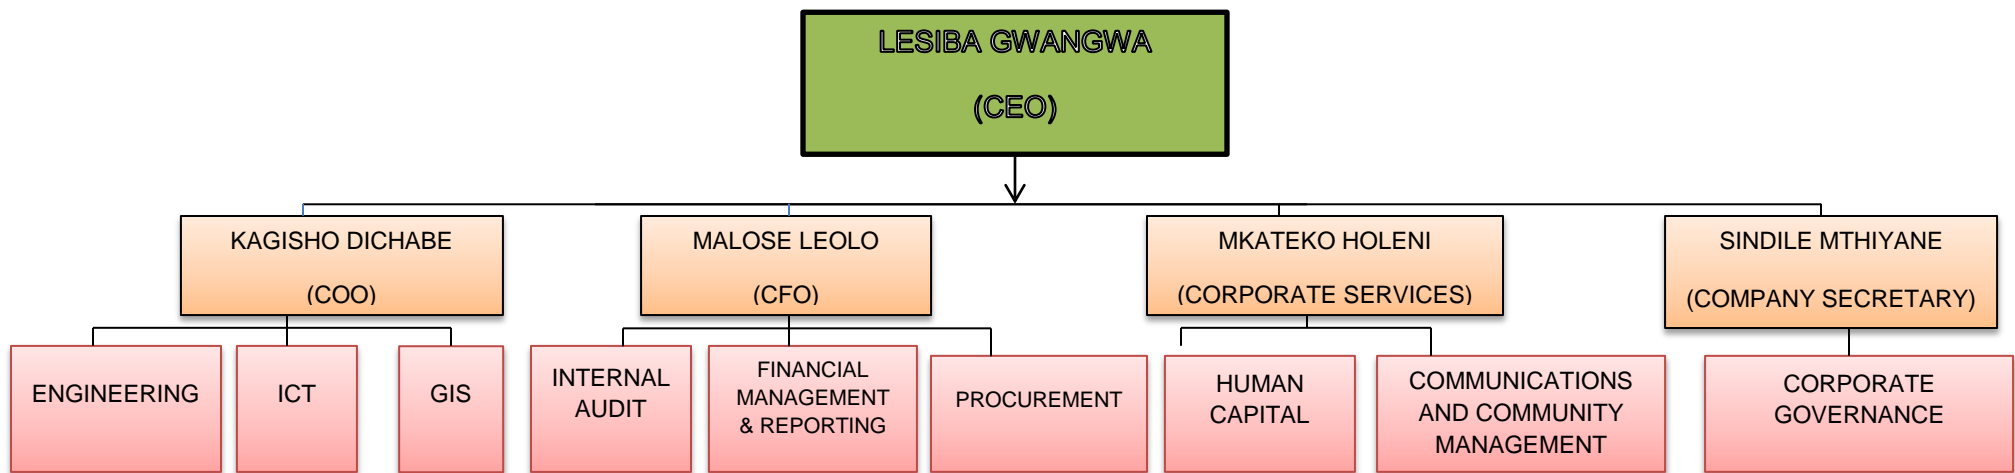 LESIBA GWANGWA
(CEO)
KAGISHO DICHABE
(COO)
MALOSE LEOLO
(CFO)
MKATEKO HOLENI
(CORPORATE SERVICES)
SINDILE MTHIYANE
(COMPANY SECRETARY)
ENGINEERING
ICT
GIS
INTERNAL
AUDIT
FINANCIAL
MANAGEMENT
& REPORTING
PROCUREMENT
HUMAN
CAPITAL
COMMUNICATIONS
AND COMMUNITY
MANAGEMENT
CORPORATE
GOVERNANCE